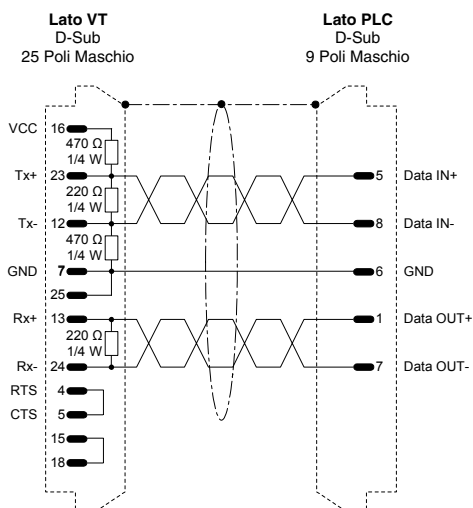 Lato VT
D-Sub
25 Poli Maschio
Lato PLC
D-Sub
9 Poli Maschio
VCC 16
470 Ω
1/4 W
Tx+ 23
5 Data IN+
220 Ω
1/4 W
Tx- 12
8 Data IN-
470 Ω
1/4 W
GND 7
6 GND
25
Rx+ 13
1 Data OUT+
220 Ω
1/4 W
Rx- 24
7 Data OUT-
RTS 4
CTS 5
15
18